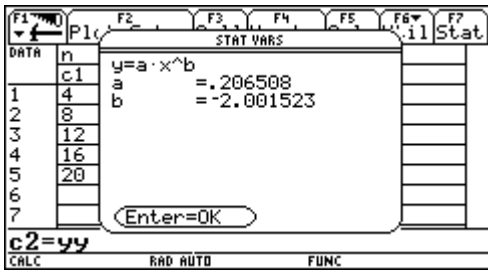 F1 F2 F3 F4 F5 F6 F7
Stat
STAT VARS
DATA n
c1
y=a·x^b
a =.206508
b =-2.001523
1 4
2 8
3 12
4 16
5 20
6
7
(Enter=OK)
c2=yy
CALC RAD AUTO FUNC